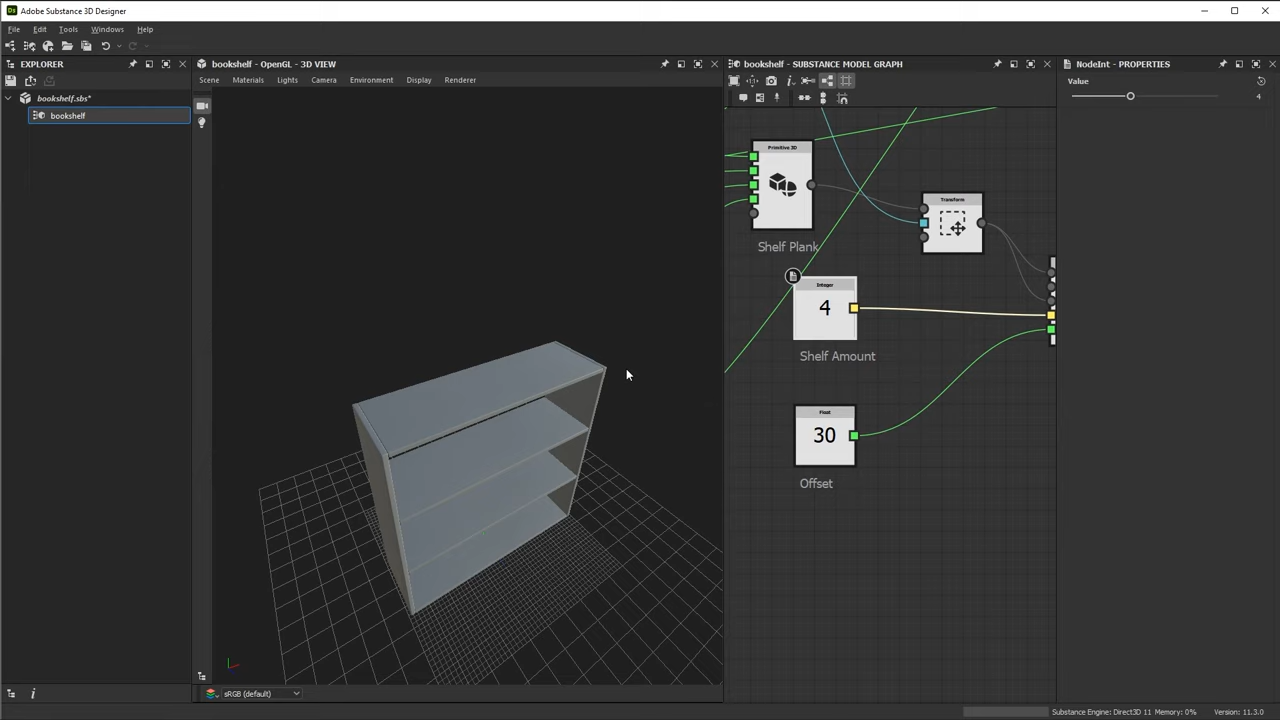 Ds Adobe Substance 3D Designer
File Edit Tools Windows Help
EXPLORER
bookshelf.sbs*
bookshelf
bookshelf - OpenGL - 3D VIEW
Scene Materials Lights Camera Environment Display Renderer
sRGB (default)
bookshelf - SUBSTANCE MODEL GRAPH
Primitive 3D
Shelf Plank
Transform
Integer
4
Shelf Amount
Float
30
Offset
NodeInt - PROPERTIES
Value
4
Substance Engine: Direct3D 11 Memory: 0% Version: 11.3.0